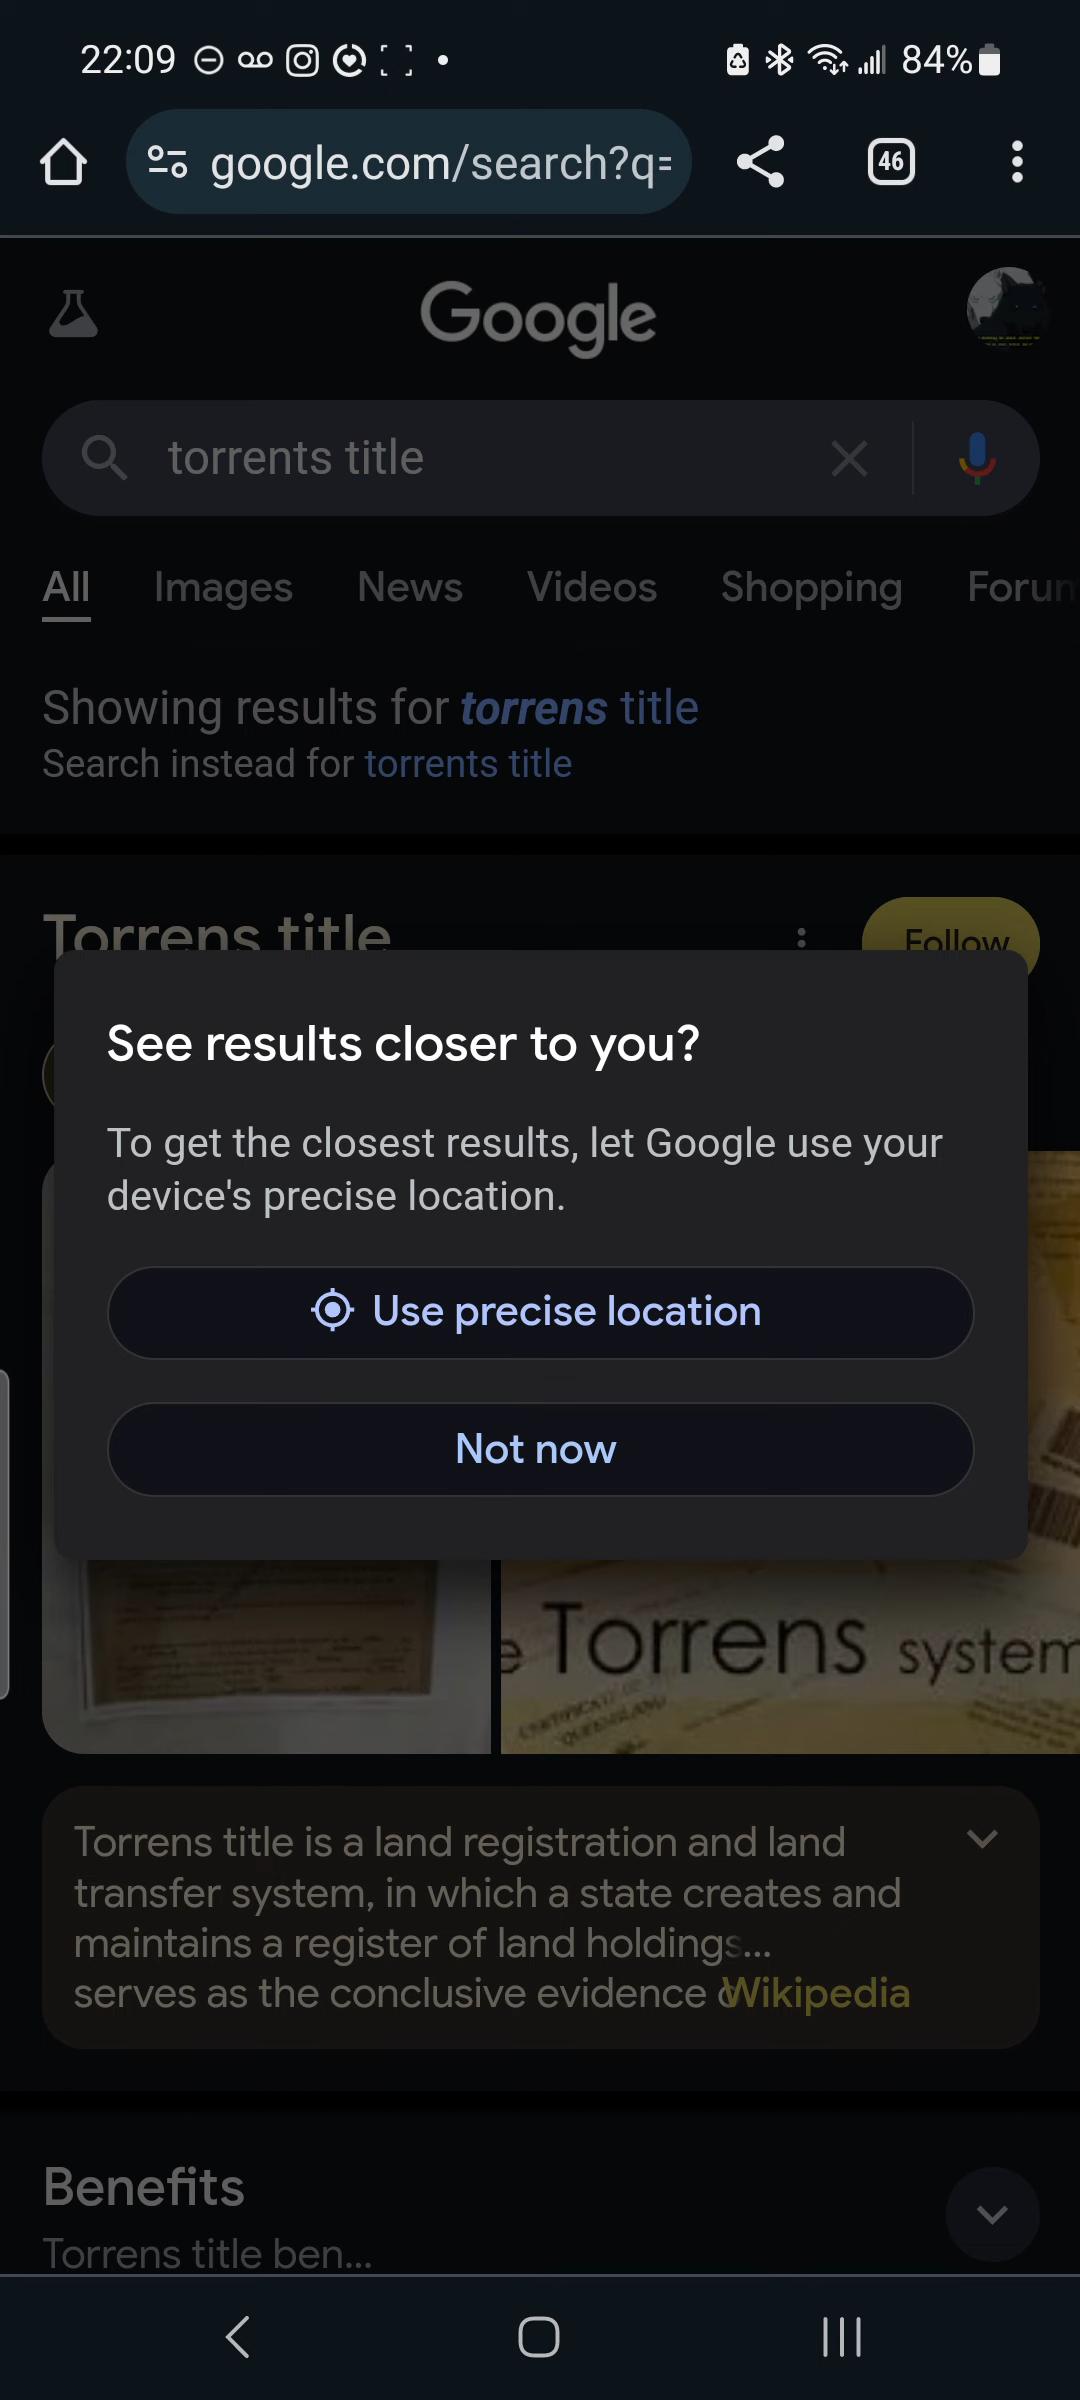 22:09
84%
google.com/search?q=
46
Google
torrents title
All Images News Videos Shopping Forum
Showing results for torrens title
Search instead for torrents title
Torrens title
Follow
See results closer to you?
To get the closest results, let Google use your
device's precise location.
Use precise location
Not now
e Torrens system
CERTIFICATE OF
QUEENSLAND
Torrens title is a land registration and land
transfer system, in which a state creates and
maintains a register of land holdings...
serves as the conclusive evidence Wikipedia
Benefits
Torrens title ben...